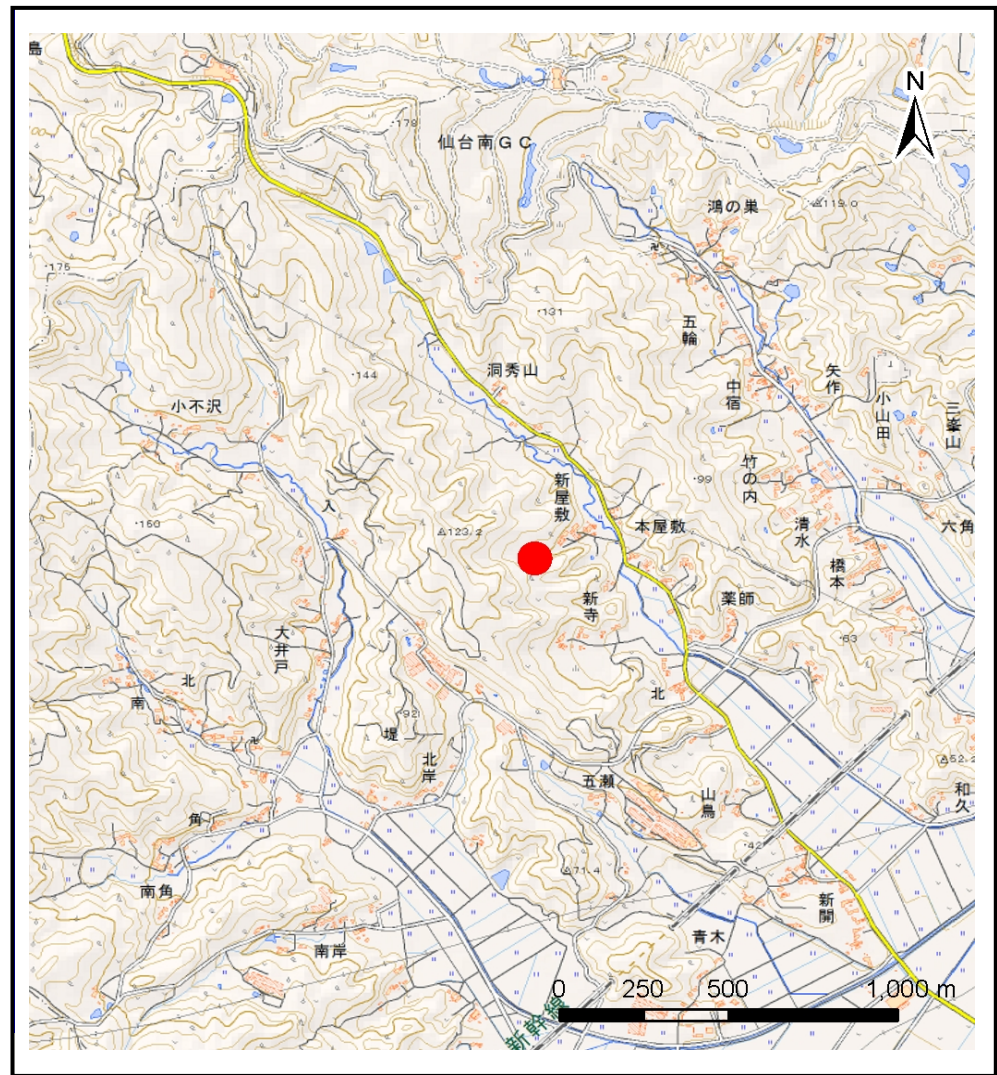 島
N
・179
仙台南GC
鴻の巣
119.0
・175
・131
五輪
洞秀山
・144
矢作
中宿
小山田
三峯山
小不沢
竹の内
・99
新屋敷
六角
入
・160
123.2
本屋敷
清水
橋本
新寺
薬師
大井戸
・63
北
北
南
・92
堤
北岸
52.2
五瀬
山鳥
和久
角
・42
71.4
南角
新開
青木
南岸
0 250 500 1,000 m
新幹線